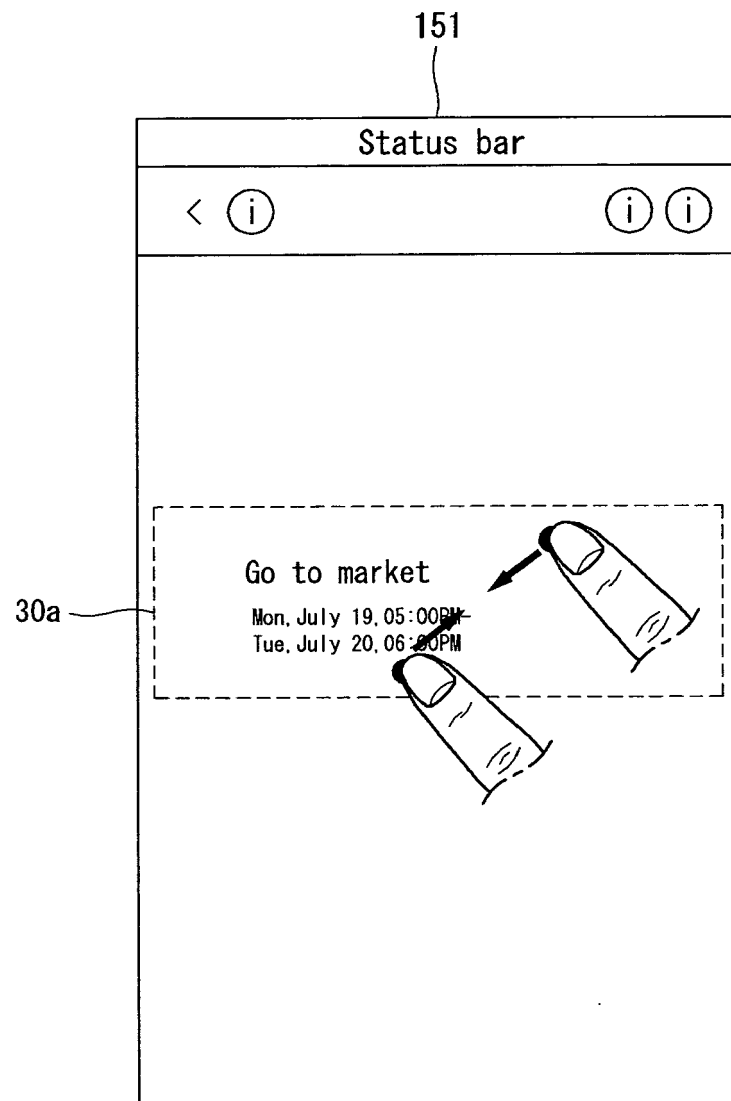 151
Status bar
< i i i
Go to market
30a
Mon,July 19,05:00PM-
Tue,July 20,06:00PM